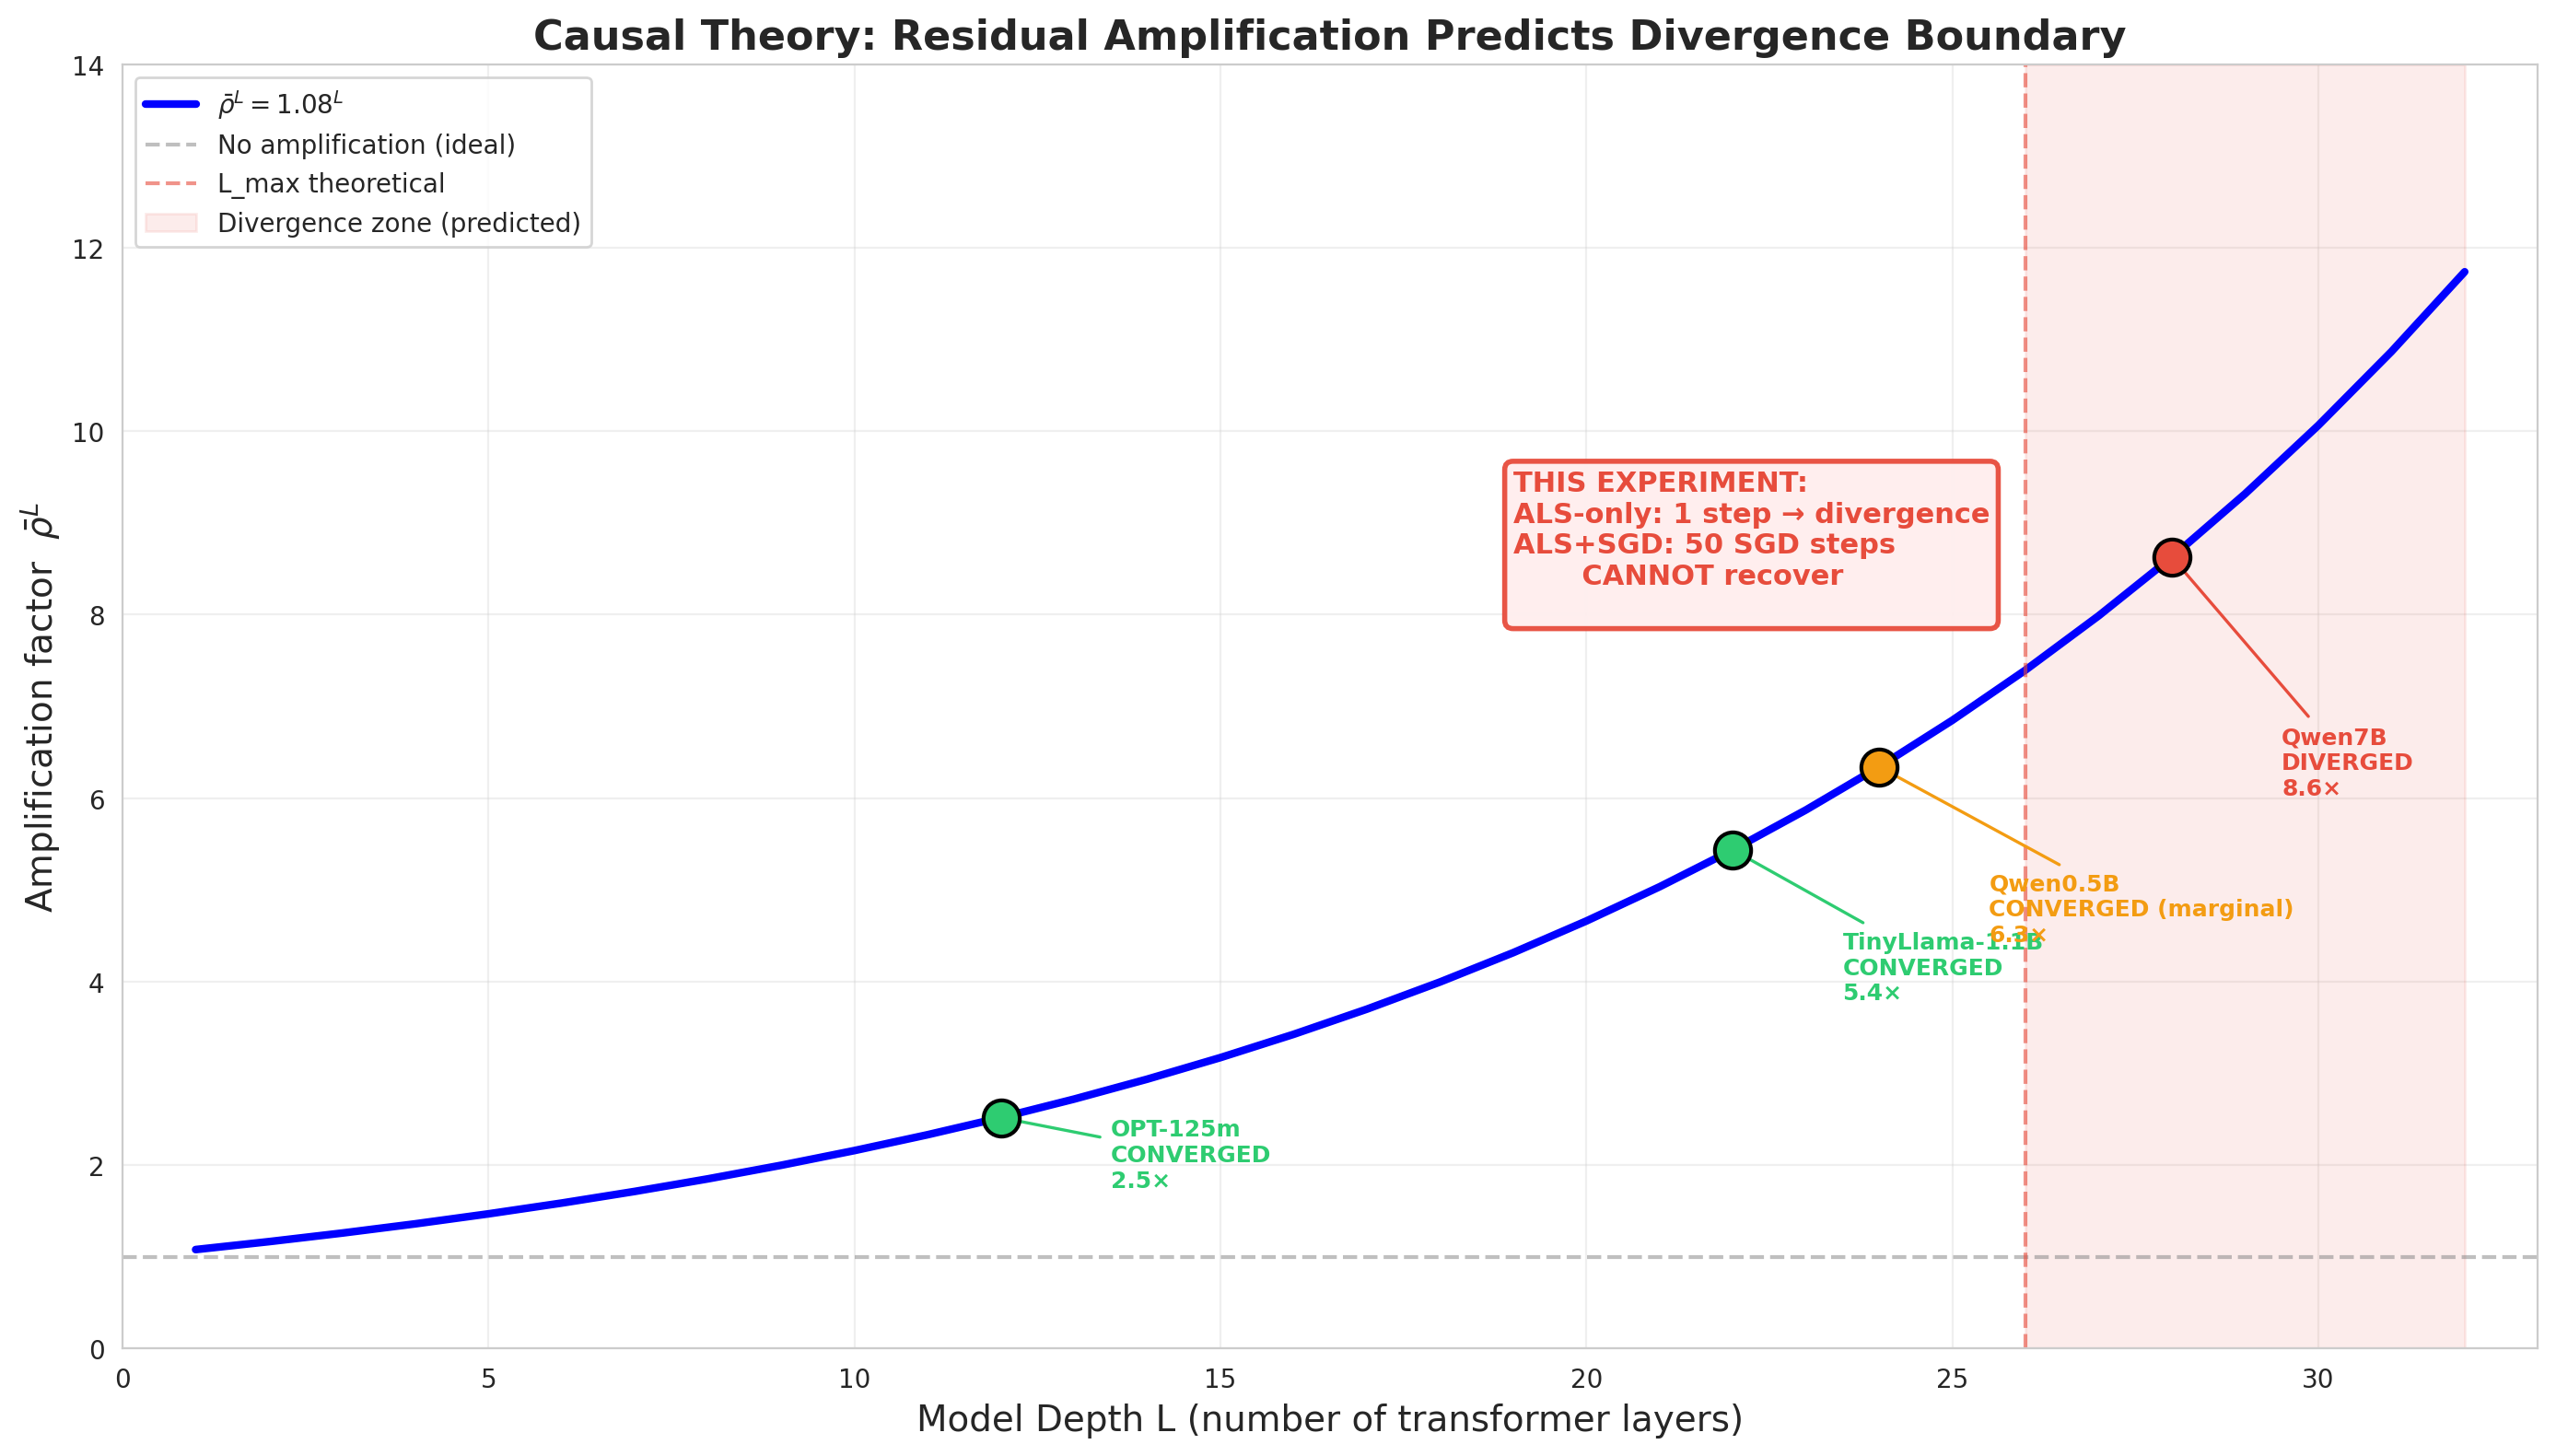 Causal Theory: Residual Amplification Predicts Divergence Boundary
14
12
10
8
6
4
2
0
Amplification factor ρ̄^L
ρ̄^L = 1.08^L
No amplification (ideal)
L_max theoretical
Divergence zone (predicted)
THIS EXPERIMENT:
ALS-only: 1 step → divergence
ALS+SGD: 50 SGD steps
CANNOT recover
Qwen7B
DIVERGED
8.6×
Qwen0.5B
CONVERGED (marginal)
6.3×
TinyLlama-1.1B
CONVERGED
5.4×
OPT-125m
CONVERGED
2.5×
0 5 10 15 20 25 30
Model Depth L (number of transformer layers)